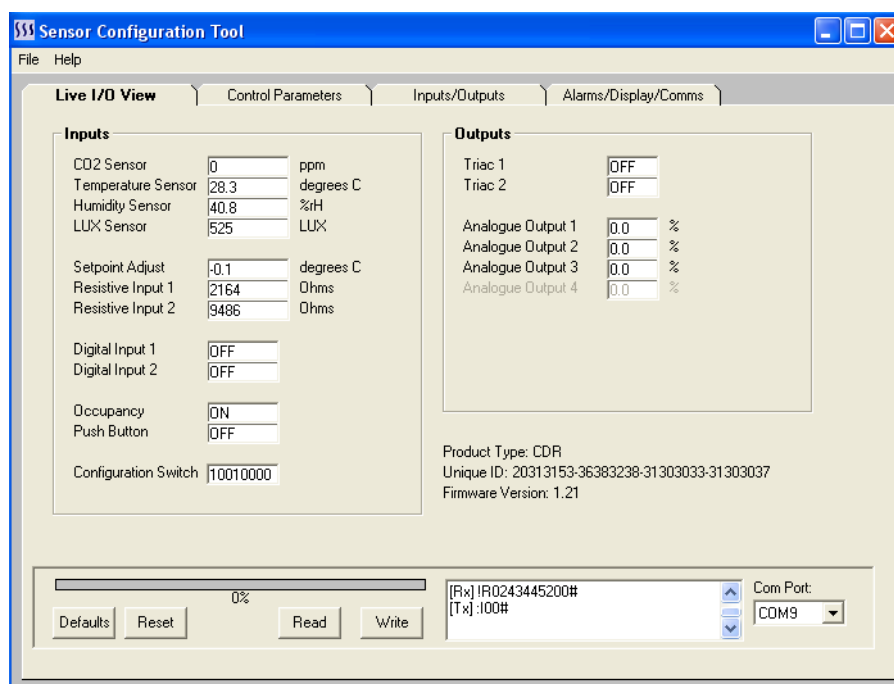 SSS Sensor Configuration Tool
File Help
Live I/O View Control Parameters Inputs/Outputs Alarms/Display/Comms
Inputs
CO2 Sensor 0 ppm
Temperature Sensor 28.3 degrees C
Humidity Sensor 40.8 %rH
LUX Sensor 525 LUX
Setpoint Adjust -0.1 degrees C
Resistive Input 1 2164 Ohms
Resistive Input 2 9486 Ohms
Digital Input 1 OFF
Digital Input 2 OFF
Occupancy ON
Push Button OFF
Configuration Switch 10010000
Outputs
Triac 1 OFF
Triac 2 OFF
Analogue Output 1 0.0 %
Analogue Output 2 0.0 %
Analogue Output 3 0.0 %
Analogue Output 4 0.0 %
Product Type: CDR
Unique ID: 20313153-36383238-31303033-31303037
Firmware Version: 1.21
0%
Defaults Reset Read Write
[Rx] !R0243445200#
[Tx] :I00#
Com Port:
COM9